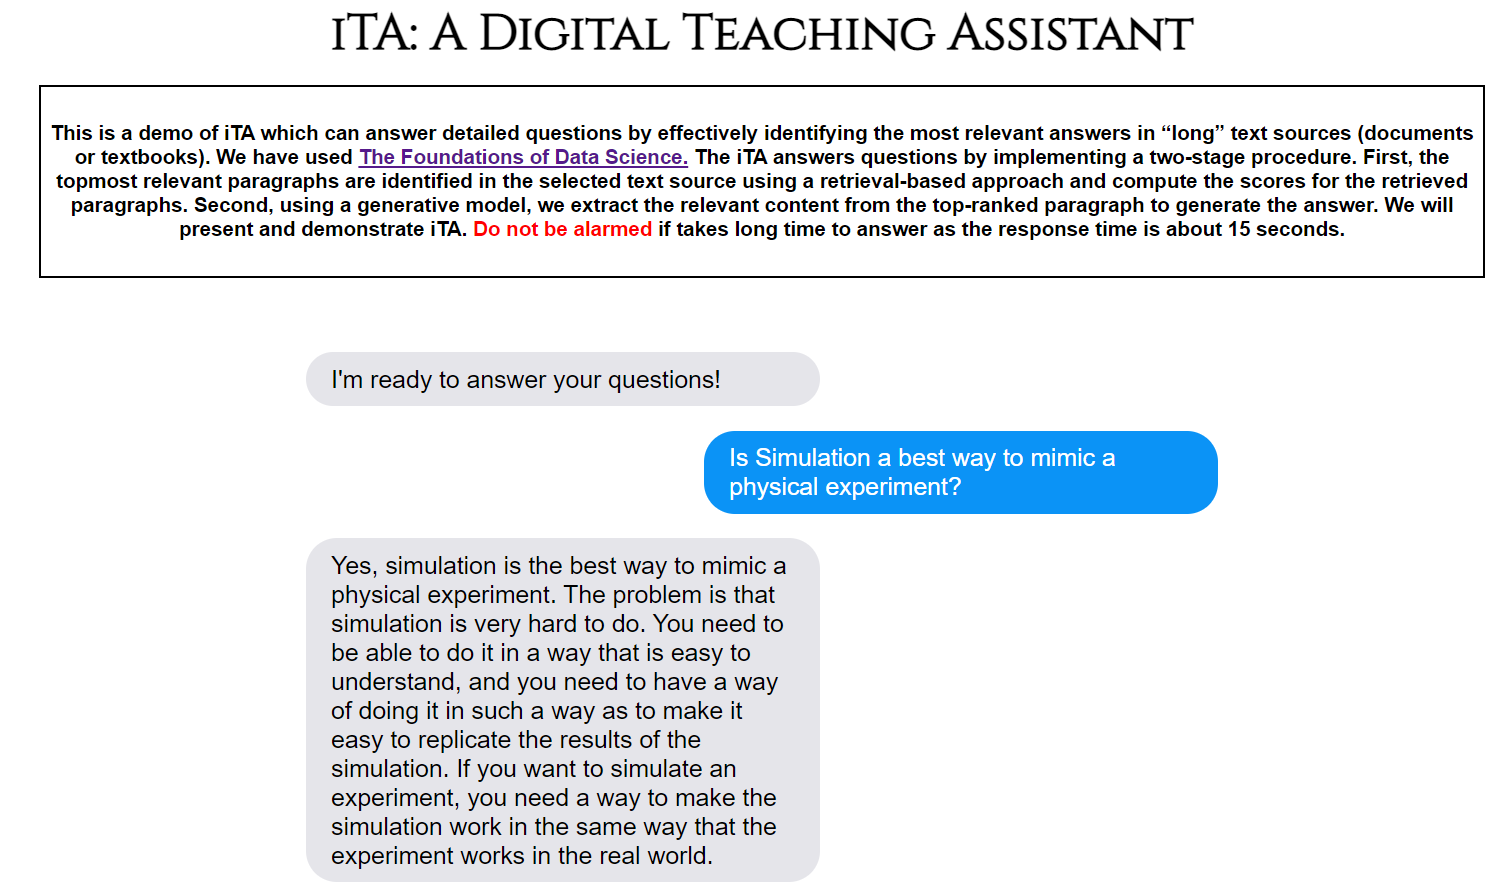 iTA: A Digital Teaching Assistant
This is a demo of iTA which can answer detailed questions by effectively identifying the most relevant answers in “long” text sources (documents
or textbooks). We have used The Foundations of Data Science. The iTA answers questions by implementing a two-stage procedure. First, the
topmost relevant paragraphs are identified in the selected text source using a retrieval-based approach and compute the scores for the retrieved
paragraphs. Second, using a generative model, we extract the relevant content from the top-ranked paragraph to generate the answer. We will
present and demonstrate iTA. Do not be alarmed if takes long time to answer as the response time is about 15 seconds.
I'm ready to answer your questions!
Is Simulation a best way to mimic a
physical experiment?
Yes, simulation is the best way to mimic a
physical experiment. The problem is that
simulation is very hard to do. You need to
be able to do it in a way that is easy to
understand, and you need to have a way
of doing it in such a way as to make it
easy to replicate the results of the
simulation. If you want to simulate an
experiment, you need a way to make the
simulation work in the same way that the
experiment works in the real world.